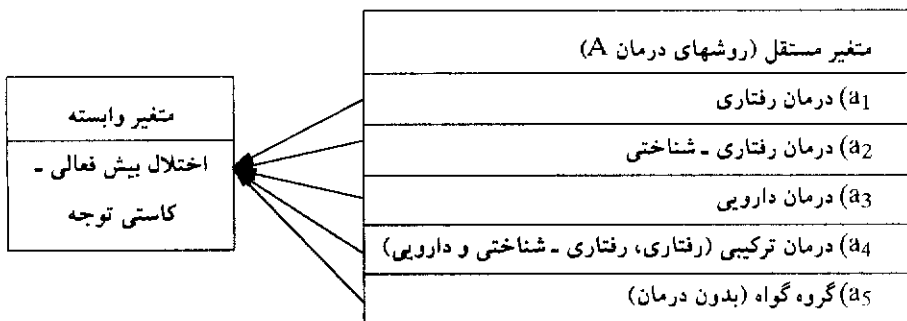 متغیر مستقل (روشهای درمان A)
a1) درمان رفتاری
a2) درمان رفتاری ـ شناختی
a3) درمان دارویی
a4) درمان ترکیبی (رفتاری، رفتاری ـ شناختی و دارویی)
a5) گروه گواه (بدون درمان)
متغیر وابسته
اختلال بیش فعالی ـ
کاستی توجه